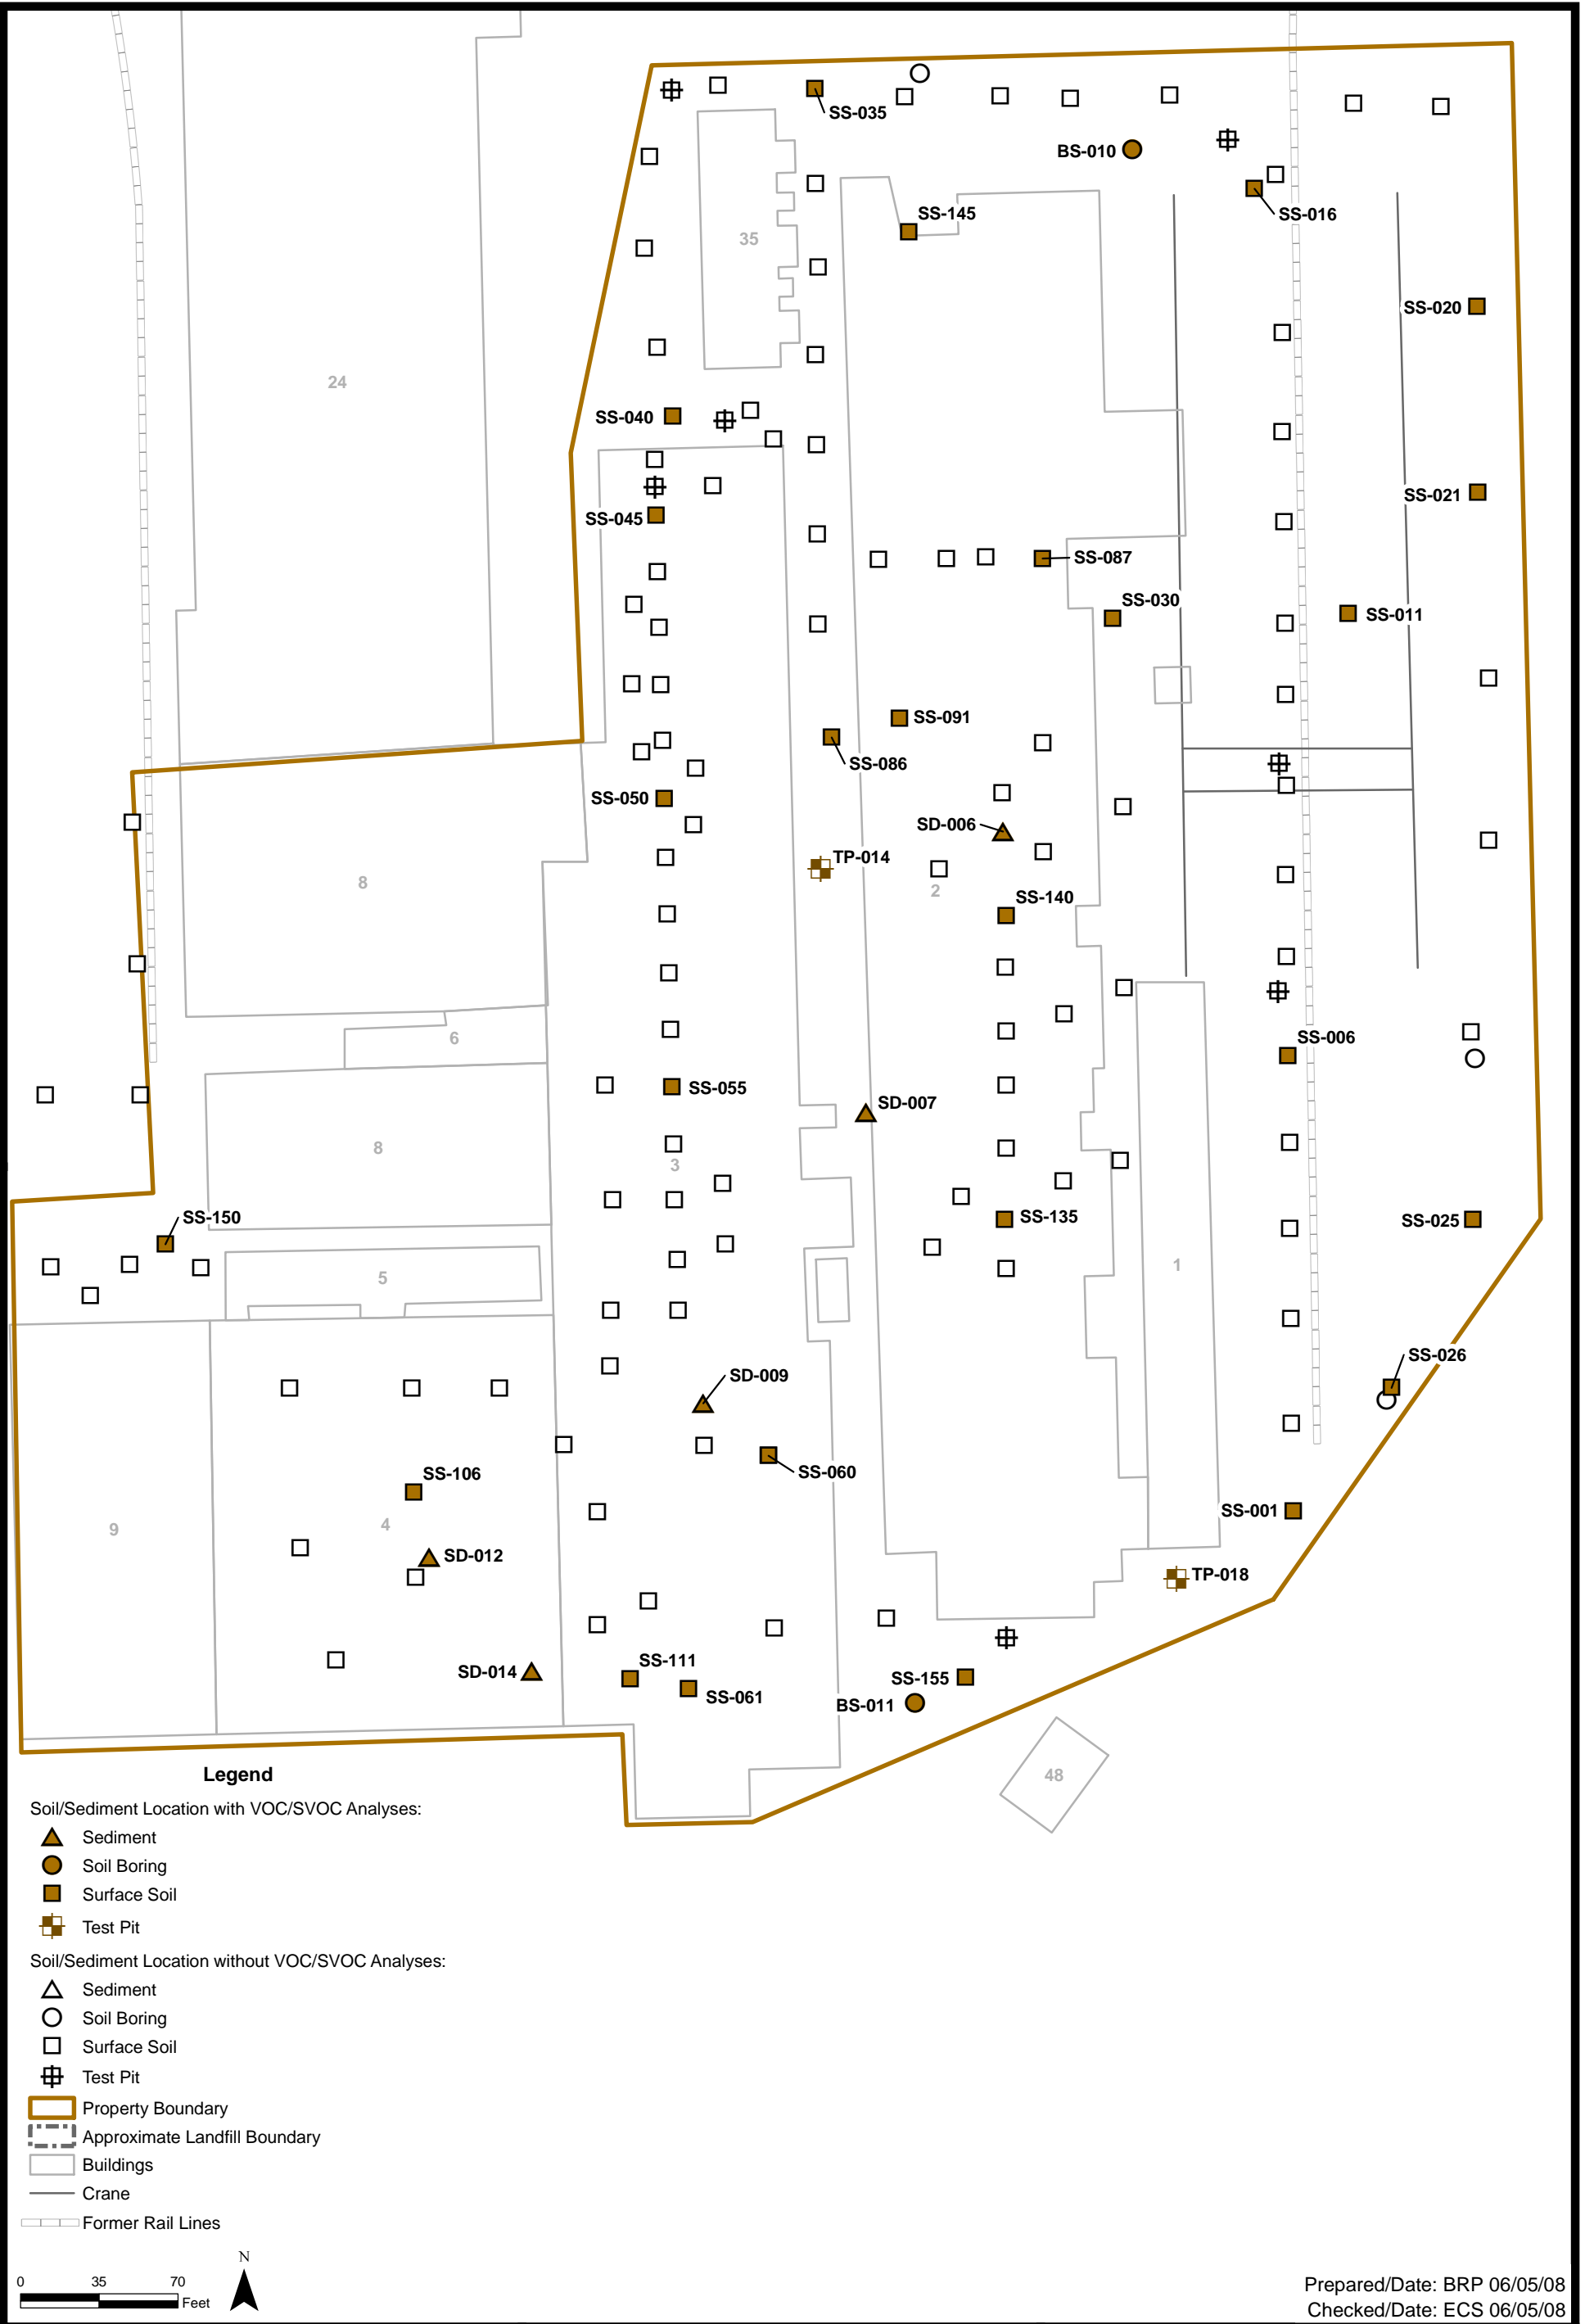 SS-035
BS-010
SS-016
SS-145
35
SS-020
24
SS-040
SS-021
SS-045
SS-087
SS-030
SS-011
SS-091
SS-086
SS-050
SD-006
TP-014
8
2
SS-140
6
SS-006
SS-055
SD-007
8
3
SS-150
SS-135
SS-025
5
1
SS-026
SD-009
SS-060
SS-106
SS-001
9
4
SD-012
TP-018
SS-111
SD-014
SS-155
SS-061
BS-011
48
Legend
Soil/Sediment Location with VOC/SVOC Analyses:
Sediment
Soil Boring
Surface Soil
Test Pit
Soil/Sediment Location without VOC/SVOC Analyses:
Sediment
Soil Boring
Surface Soil
Test Pit
Property Boundary
Approximate Landfill Boundary
Buildings
Crane
Former Rail Lines
N
0 35 70
Feet
Prepared/Date: BRP 06/05/08
Checked/Date: ECS 06/05/08